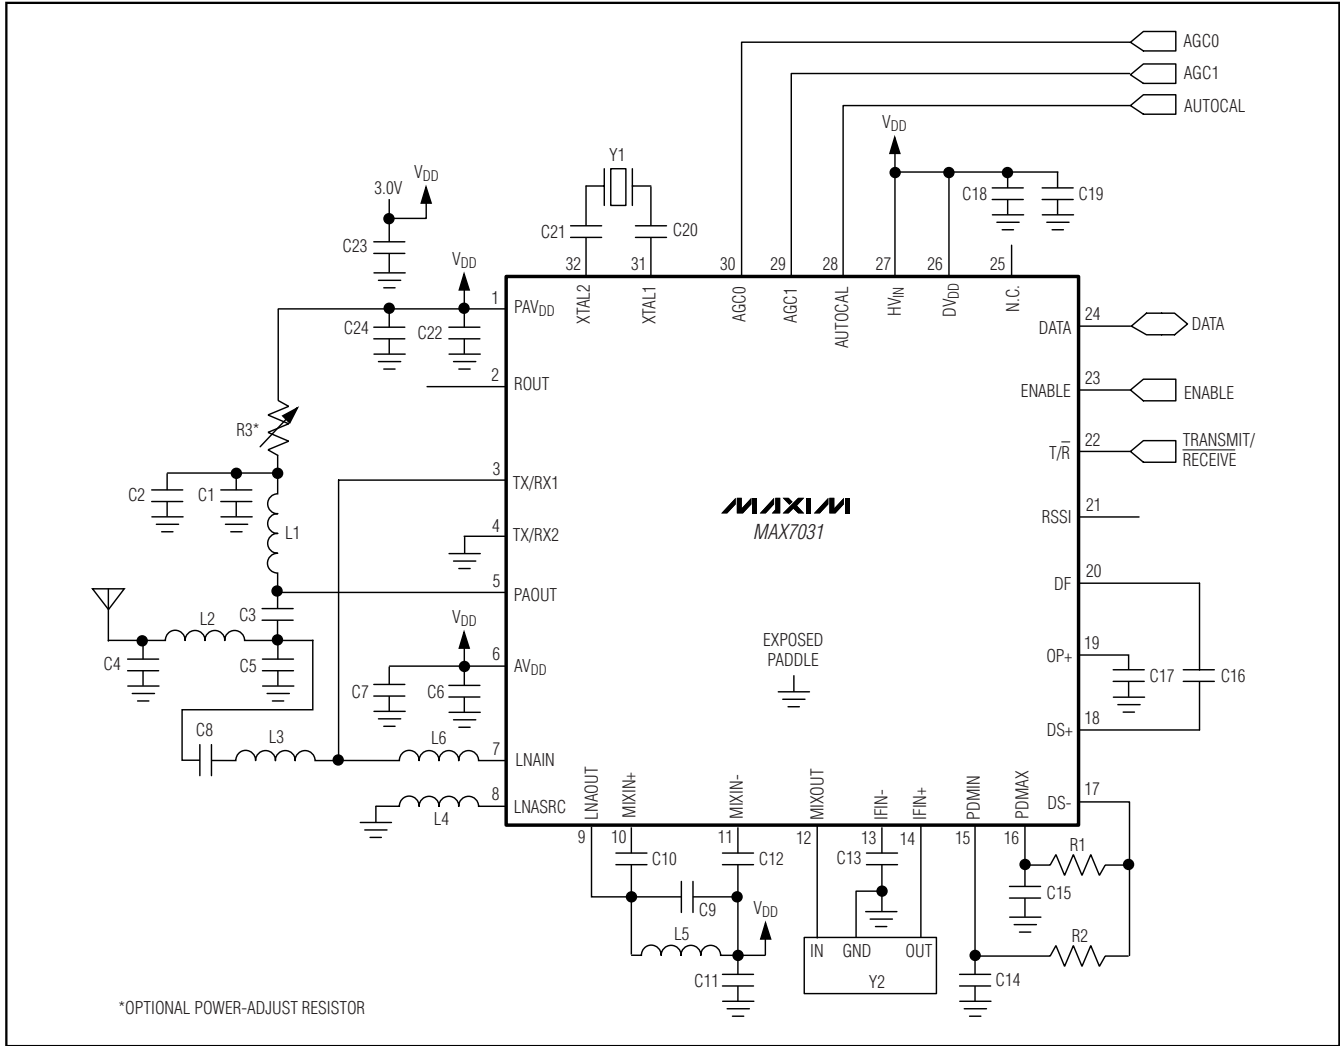 AGC0
AGC1
AUTOCAL
VDD
Y1
VDD
3.0V
C18
C19
C21
C20
C23
VDD
32
31
30
29
28
27
26
25
1
PAVDD
XTAL2
XTAL1
AGC0
AGC1
AUTOCAL
HVIN
DVDD
N.C.
C24
C22
DATA
24
DATA
2
ROUT
ENABLE
23
ENABLE
R3*
T/R̅
22
TRANSMIT/
RECEIVE
3
TX/RX1
C2
C1
MAXIM
MAX7031
RSSI
21
L1
4
TX/RX2
5
PAOUT
DF
20
C3
L2
VDD
EXPOSED
PADDLE
OP+
19
C4
C5
6
AVDD
C17
C16
C7
C6
DS+
18
C8
L3
L6
7
LNAIN
8
LNASRC
L4
LNAOUT
MIXIN+
MIXIN-
MIXOUT
IFIN-
IFIN+
PDMIN
PDMAX
DS-
17
9
10
11
12
13
14
15
16
C10
C12
C13
R1
C15
C9
VDD
L5
R2
IN
GND
OUT
C11
Y2
C14
*OPTIONAL POWER-ADJUST RESISTOR